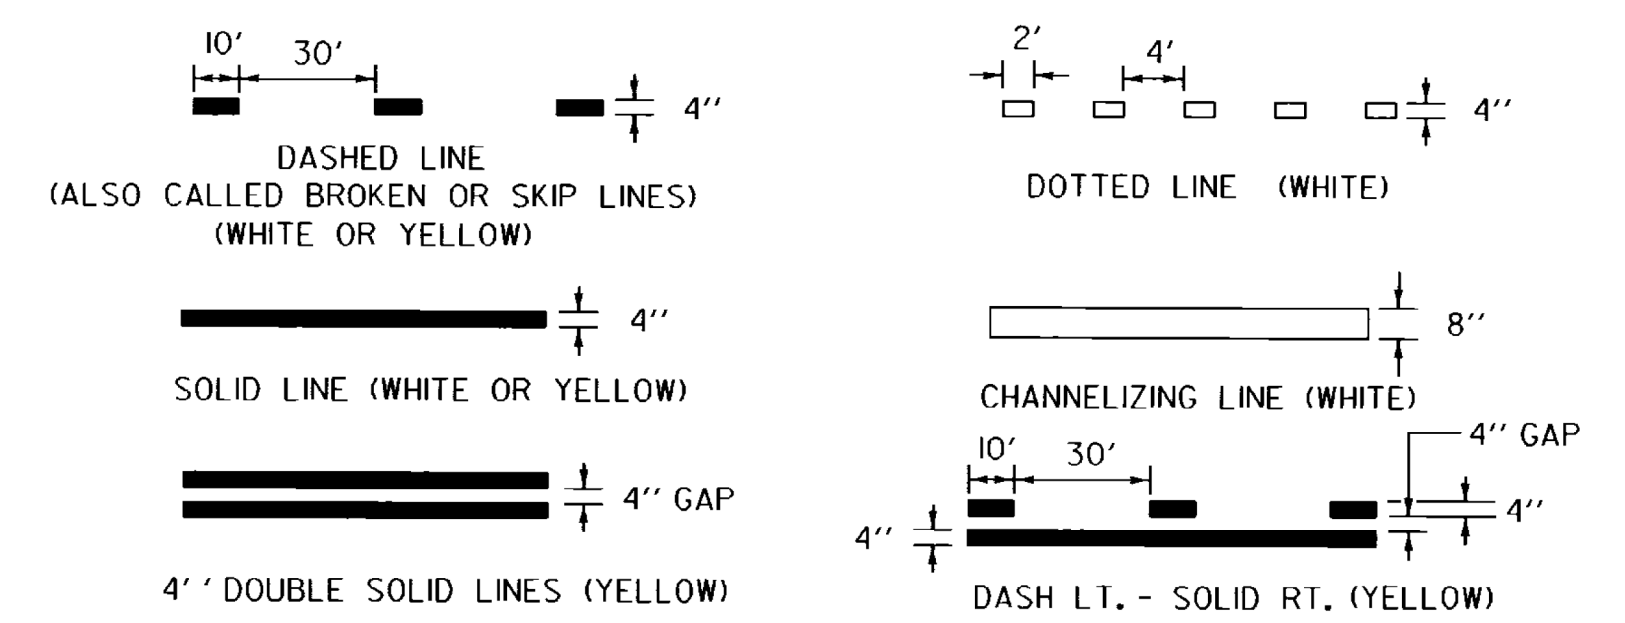 10' 30'
4''
DASHED LINE
(ALSO CALLED BROKEN OR SKIP LINES)
(WHITE OR YELLOW)
2' 4'
4''
DOTTED LINE (WHITE)
4''
SOLID LINE (WHITE OR YELLOW)
8''
CHANNELIZING LINE (WHITE)
4'' GAP
4'' DOUBLE SOLID LINES (YELLOW)
4'' GAP
10' 30'
4''
4''
DASH LT. - SOLID RT. (YELLOW)